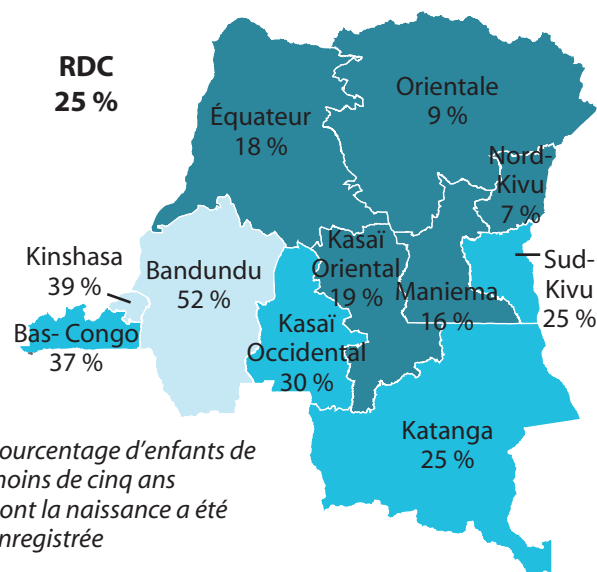 RDC
25 %
Équateur
18 %
Orientale
9 %
Nord-
Kivu
7 %
Kinshasa
39 %
Bandundu
52 %
Kasaï
Oriental
19 %
Maniema
16 %
Sud-
Kivu
25 %
Bas- Congo
37 %
Kasaï
Occidental
30 %
Katanga
25 %
ourcentage d’enfants de
moins de cinq ans
ont la naissance a été
nregistrée